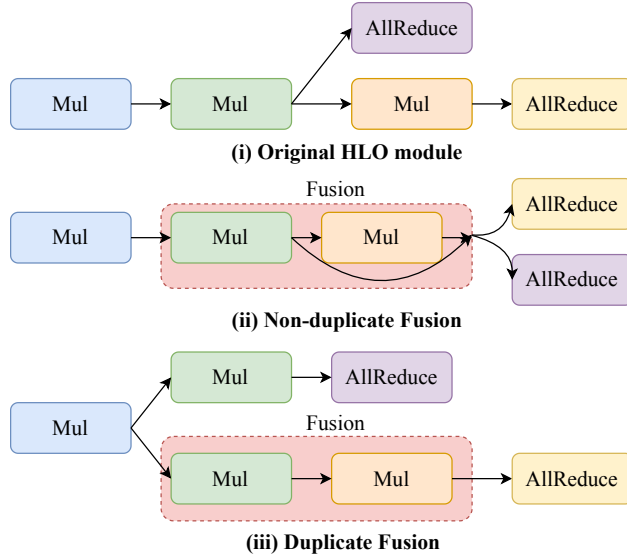 AllReduce
Mul
Mul
Mul
AllReduce
(i) Original HLO module
Fusion
Mul
Mul
Mul
AllReduce
AllReduce
(ii) Non-duplicate Fusion
Mul
Mul
AllReduce
Fusion
Mul
Mul
AllReduce
(iii) Duplicate Fusion